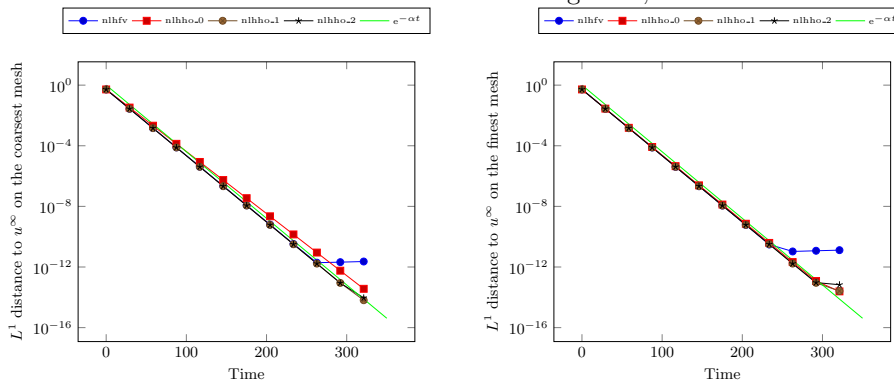 nlhfv nlhho_0 nlhho_1 nlhho_2 e^{-αt}
10^0
10^{-4}
10^{-8}
10^{-12}
10^{-16}
L^1 distance to u^∞ on the coarsest mesh
0 100 200 300
Time
nlhfv nlhho_0 nlhho_1 nlhho_2 e^{-αt}
10^0
10^{-4}
10^{-8}
10^{-12}
10^{-16}
L^1 distance to u^∞ on the finest mesh
0 100 200 300
Time